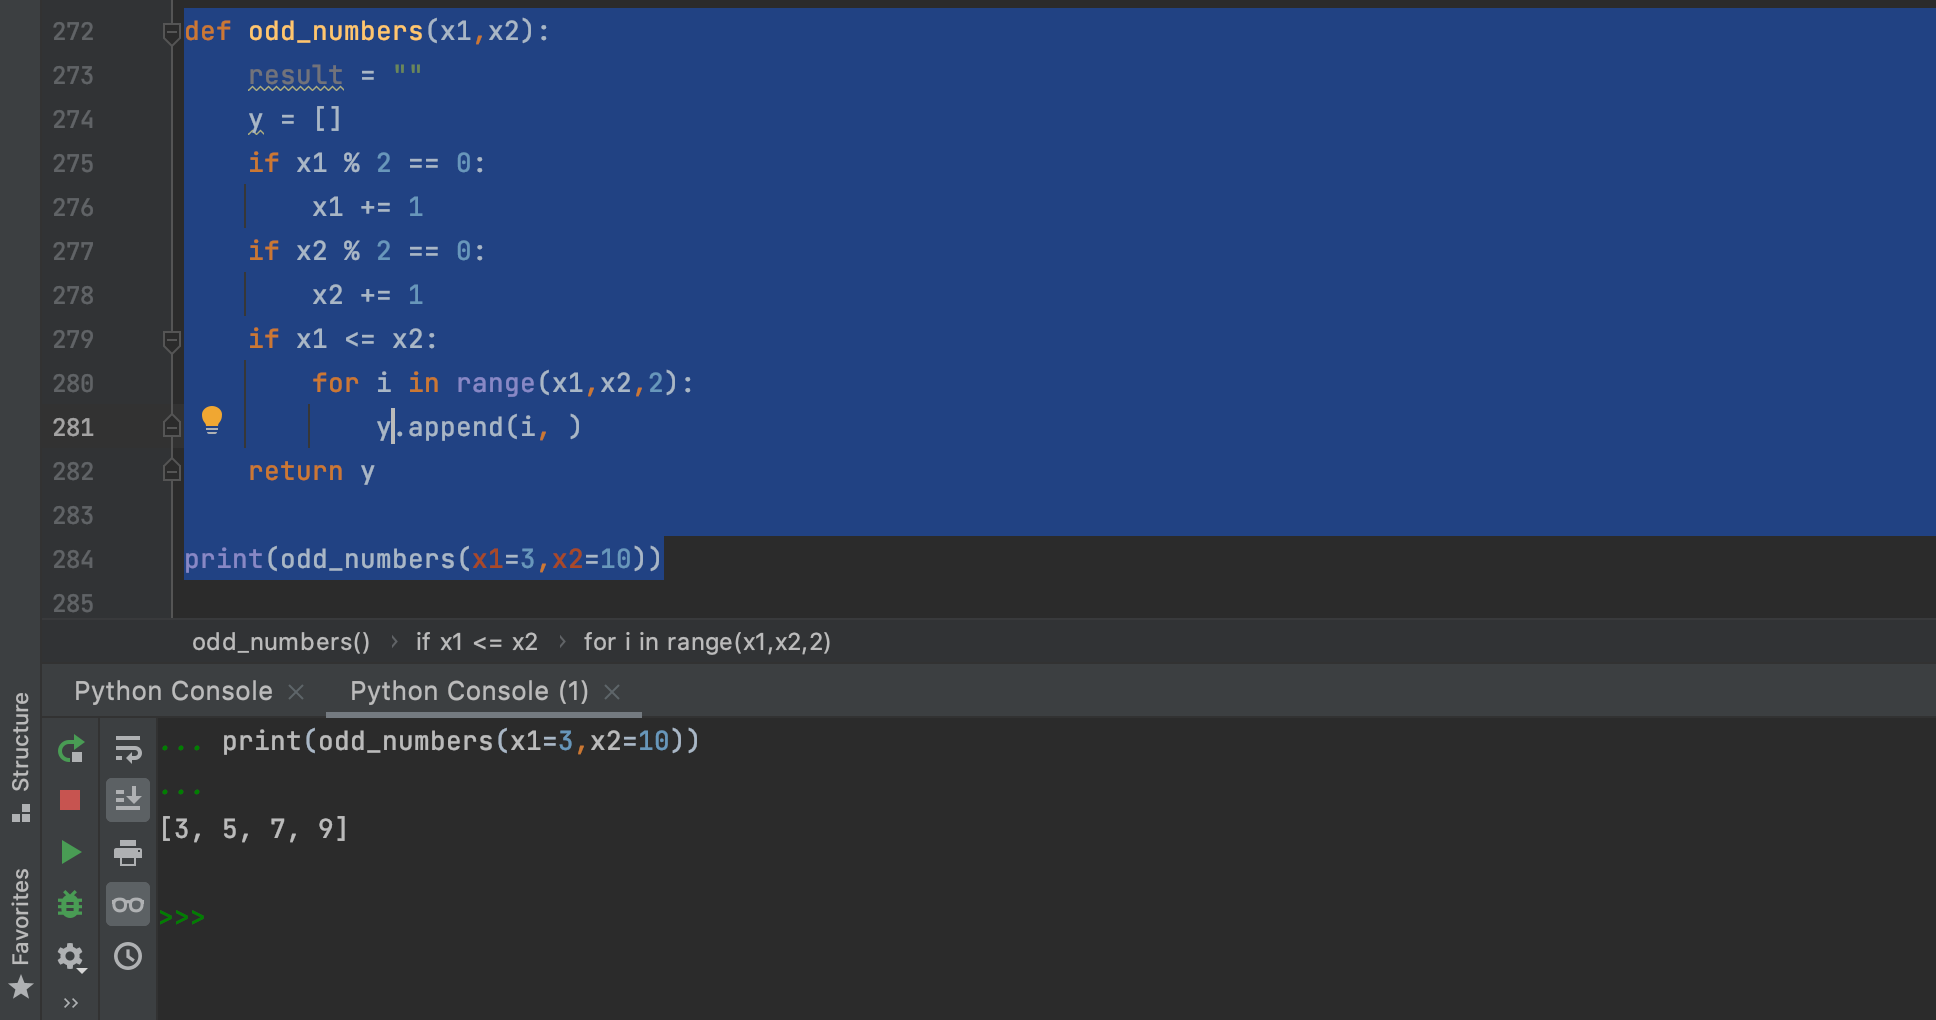 272 def odd_numbers(x1,x2):
273 result = ""
274 y = []
275 if x1 % 2 == 0:
276 x1 += 1
277 if x2 % 2 == 0:
278 x2 += 1
279 if x1 <= x2:
280 for i in range(x1,x2,2):
281 y.append(i, )
282 return y
283
284 print(odd_numbers(x1=3,x2=10))
285
odd_numbers() › if x1 <= x2 › for i in range(x1,x2,2)
Python Console × Python Console (1) ×
Structure
Favorites
... print(odd_numbers(x1=3,x2=10))
...
[3, 5, 7, 9]
>>>